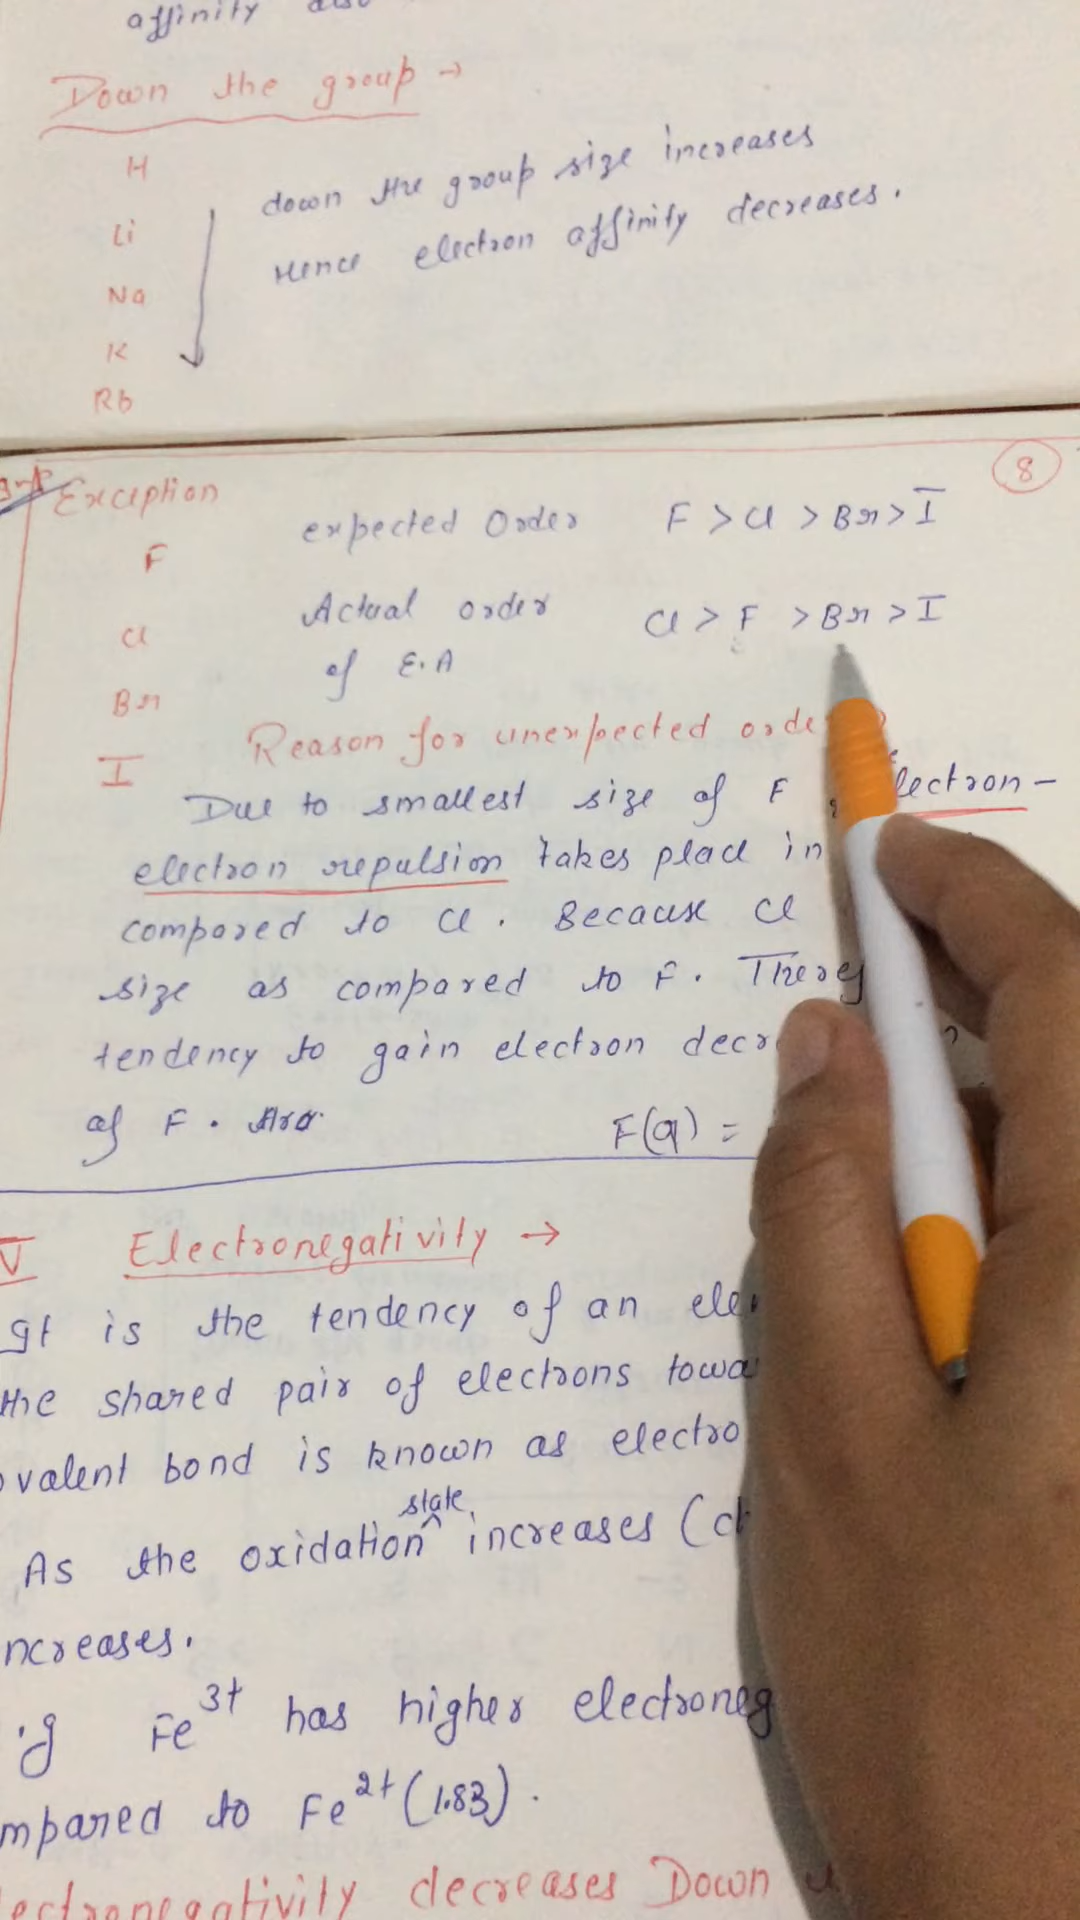 affinity
Down the group →
H
Li
Na
K
Rb
down the group size increases
Hence electron affinity decreases.
8
Exception
F
Cl
Br
I
expected Order F > Cl > Br > I
Actual order Cl > F > Br > I
of E.A
Reason for unexpected orde
Due to smallest size of F electron-
electron repulsion takes place in
compared to Cl. Because Cl
size as compared to F. Theref
tendency to gain electron decr
of F.
F(g) =
V Electronegativity →
It is the tendency of an ele
the shared pair of electrons towa
ovalent bond is known as electro
As the oxidation state increases (ch
ncreases.
Fe3+ has higher electroneg
mpared to Fe2+ (1.83).
lectronegativity decreases Down